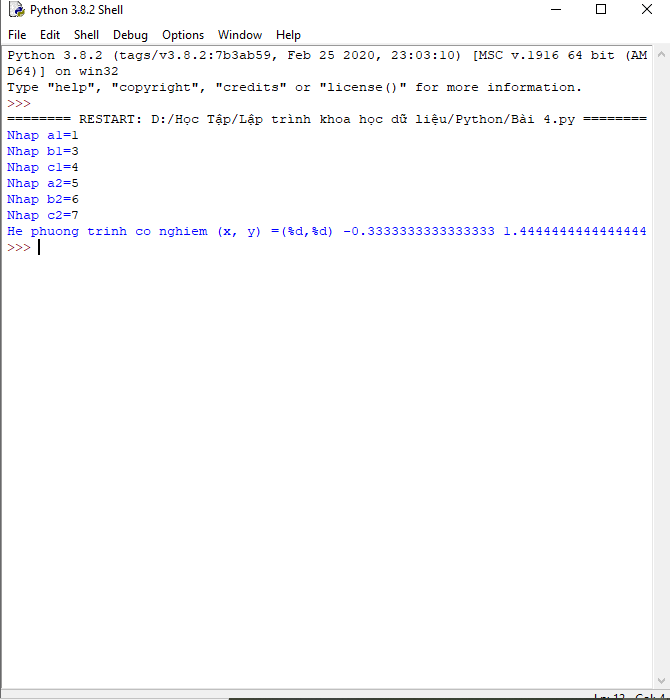 Python 3.8.2 Shell
File Edit Shell Debug Options Window Help
Python 3.8.2 (tags/v3.8.2:7b3ab59, Feb 25 2020, 23:03:10) [MSC v.1916 64 bit (AM
D64)] on win32
Type "help", "copyright", "credits" or "license()" for more information.
>>>
======== RESTART: D:/Học Tập/Lập trình khoa học dữ liệu/Python/Bài 4.py ========
Nhap a1=1
Nhap b1=3
Nhap c1=4
Nhap a2=5
Nhap b2=6
Nhap c2=7
He phuong trinh co nghiem (x, y) =(%d,%d) -0.3333333333333333 1.4444444444444444
>>>
Ln: 13 Col: 4